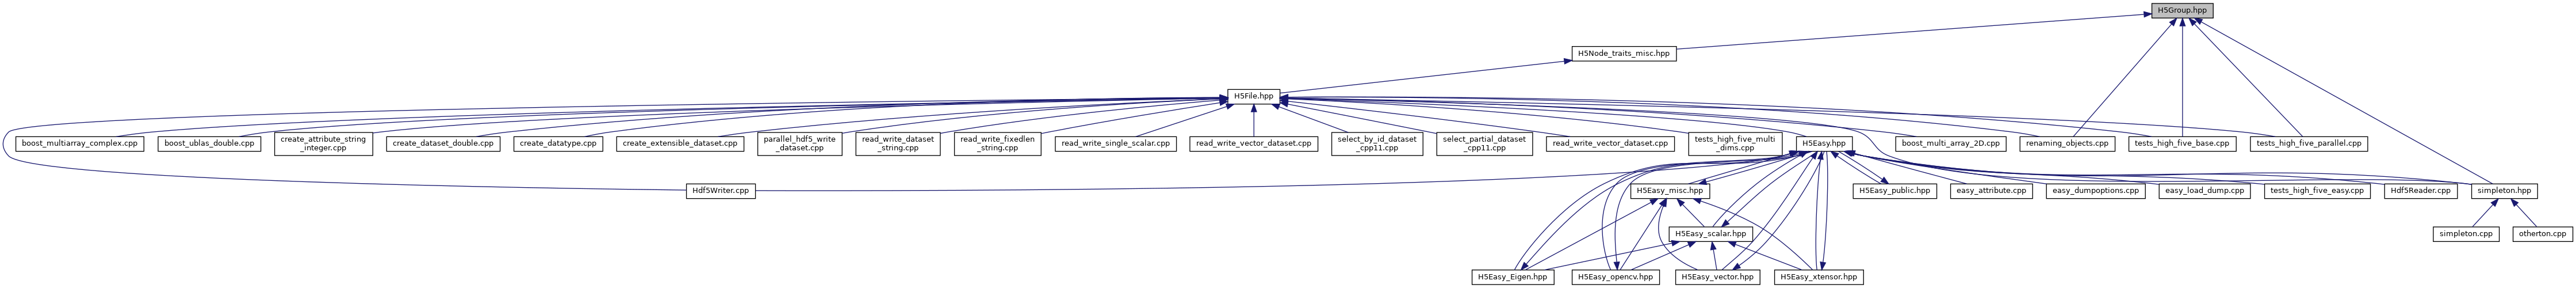 H5Group.hpp
H5Node_traits_misc.hpp
H5File.hpp
boost_multiarray_complex.cpp
boost_ublas_double.cpp
create_attribute_string
_integer.cpp
create_dataset_double.cpp
create_datatype.cpp
create_extensible_dataset.cpp
parallel_hdf5_write
_dataset.cpp
read_write_dataset
_string.cpp
read_write_fixedlen
_string.cpp
read_write_single_scalar.cpp
read_write_vector_dataset.cpp
select_by_id_dataset
_cpp11.cpp
select_partial_dataset
_cpp11.cpp
read_write_vector_dataset.cpp
tests_high_five_multi
_dims.cpp
H5Easy.hpp
boost_multi_array_2D.cpp
renaming_objects.cpp
tests_high_five_base.cpp
tests_high_five_parallel.cpp
Hdf5Writer.cpp
H5Easy_misc.hpp
H5Easy_public.hpp
easy_attribute.cpp
easy_dumpoptions.cpp
easy_load_dump.cpp
tests_high_five_easy.cpp
Hdf5Reader.cpp
simpleton.hpp
H5Easy_scalar.hpp
simpleton.cpp
otherton.cpp
H5Easy_Eigen.hpp
H5Easy_opencv.hpp
H5Easy_vector.hpp
H5Easy_xtensor.hpp